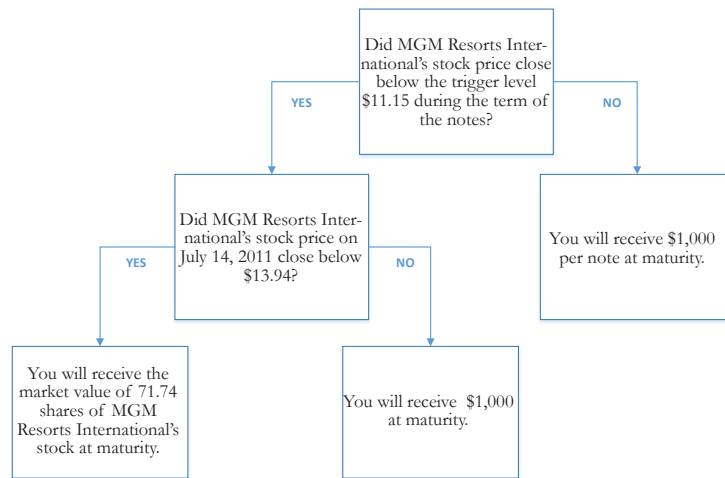 Did MGM Resorts Inter-
national's stock price close
below the trigger level
$11.15 during the term of
the notes?
YES
NO
Did MGM Resorts Inter-
national's stock price on
July 14, 2011 close below
$13.94?
You will receive $1,000
per note at maturity.
YES
NO
You will receive the
market value of 71.74
shares of MGM
Resorts International's
stock at maturity.
You will receive $1,000
at maturity.